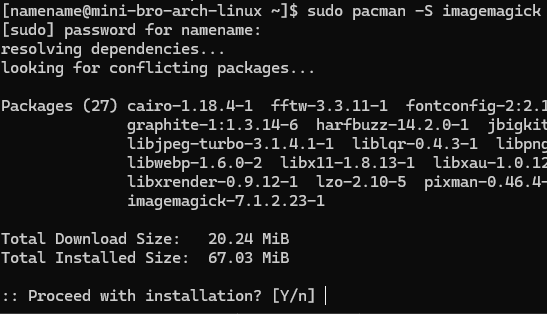 [namename@mini-bro-arch-linux ~]$ sudo pacman -S imagemagick
[sudo] password for namename:
resolving dependencies...
looking for conflicting packages...
Packages (27) cairo-1.18.4-1 fftw-3.3.11-1 fontconfig-2:2.1
graphite-1:1.3.14-6 harfbuzz-14.2.0-1 jbigkit
libjpeg-turbo-3.1.4.1-1 liblqr-0.4.3-1 libpng
libwebp-1.6.0-2 libx11-1.8.13-1 libxau-1.0.12
libxrender-0.9.12-1 lzo-2.10-5 pixman-0.46.4-
imagemagick-7.1.2.23-1
Total Download Size: 20.24 MiB
Total Installed Size: 67.03 MiB
:: Proceed with installation? [Y/n]